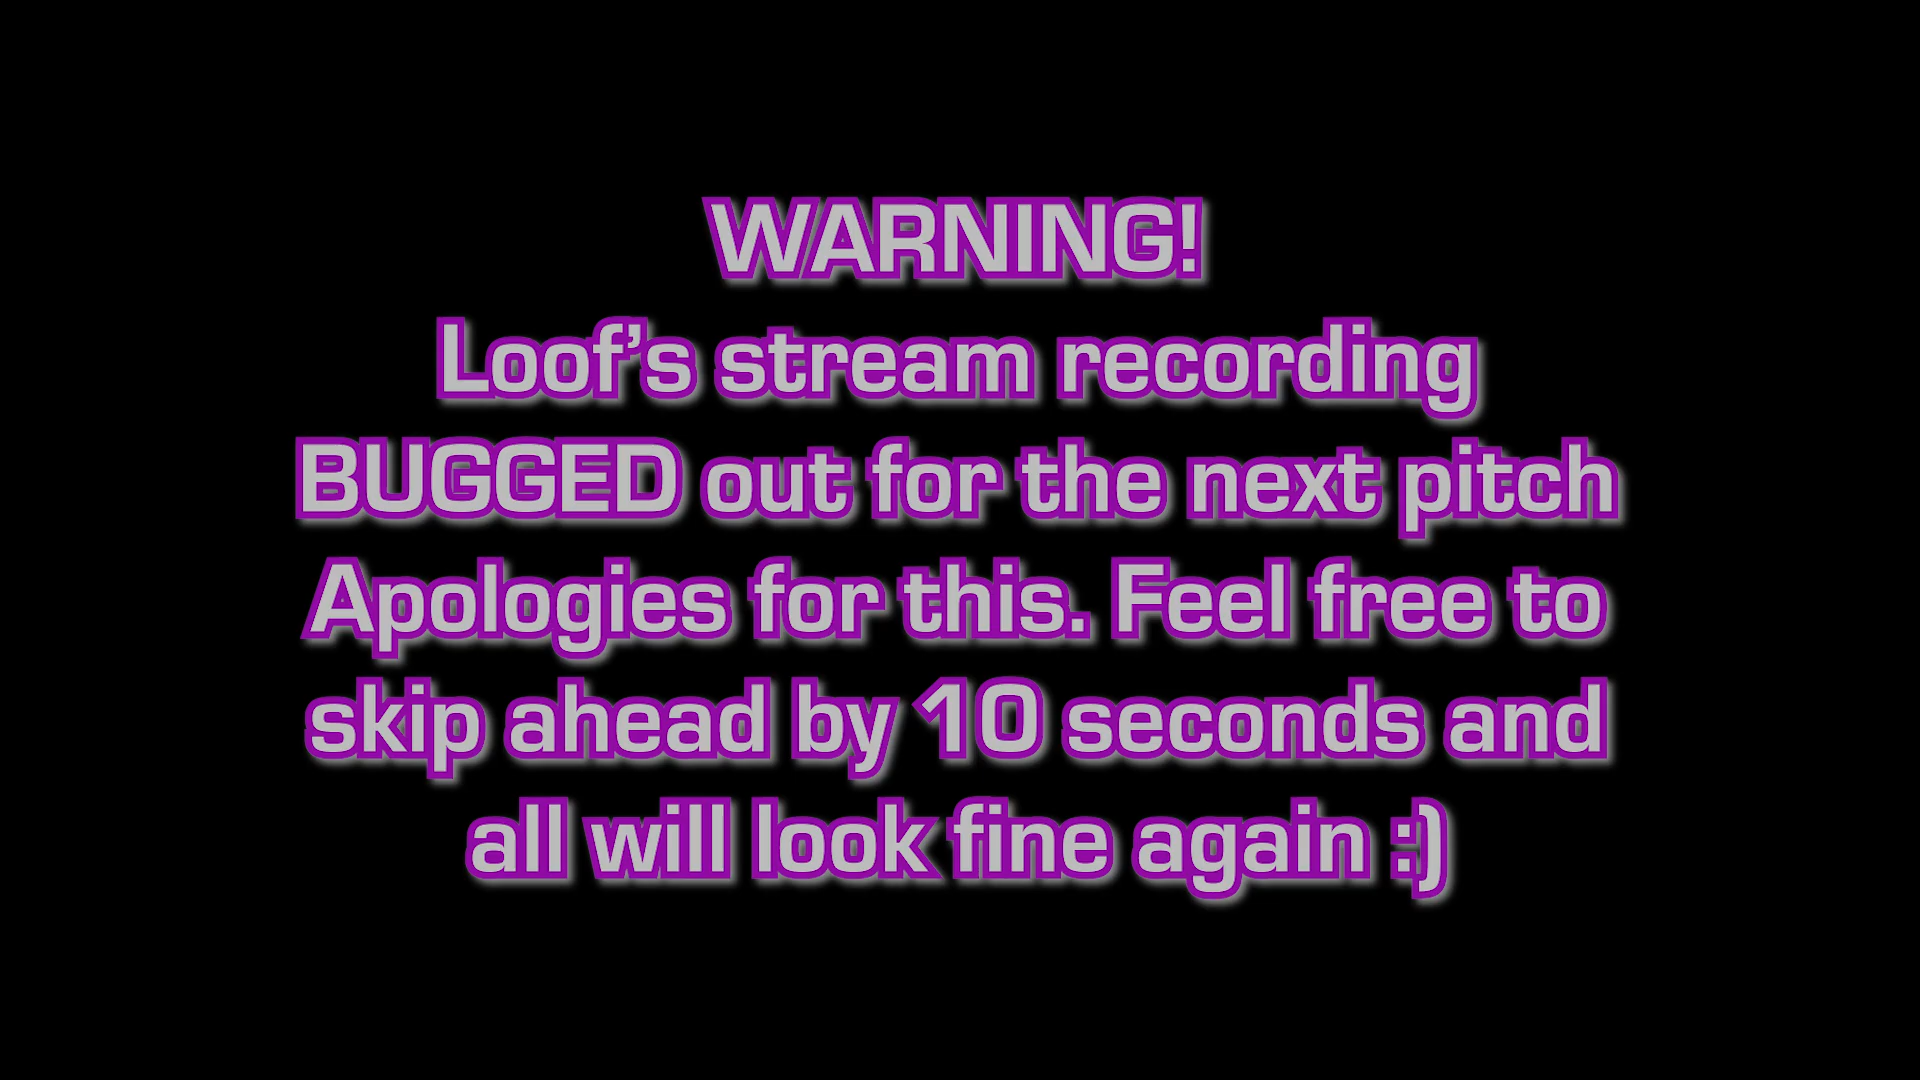 WARNING!
Loof’s stream recording
BUGGED out for the next pitch
Apologies for this. Feel free to
skip ahead by 10 seconds and
all will look fine again :)